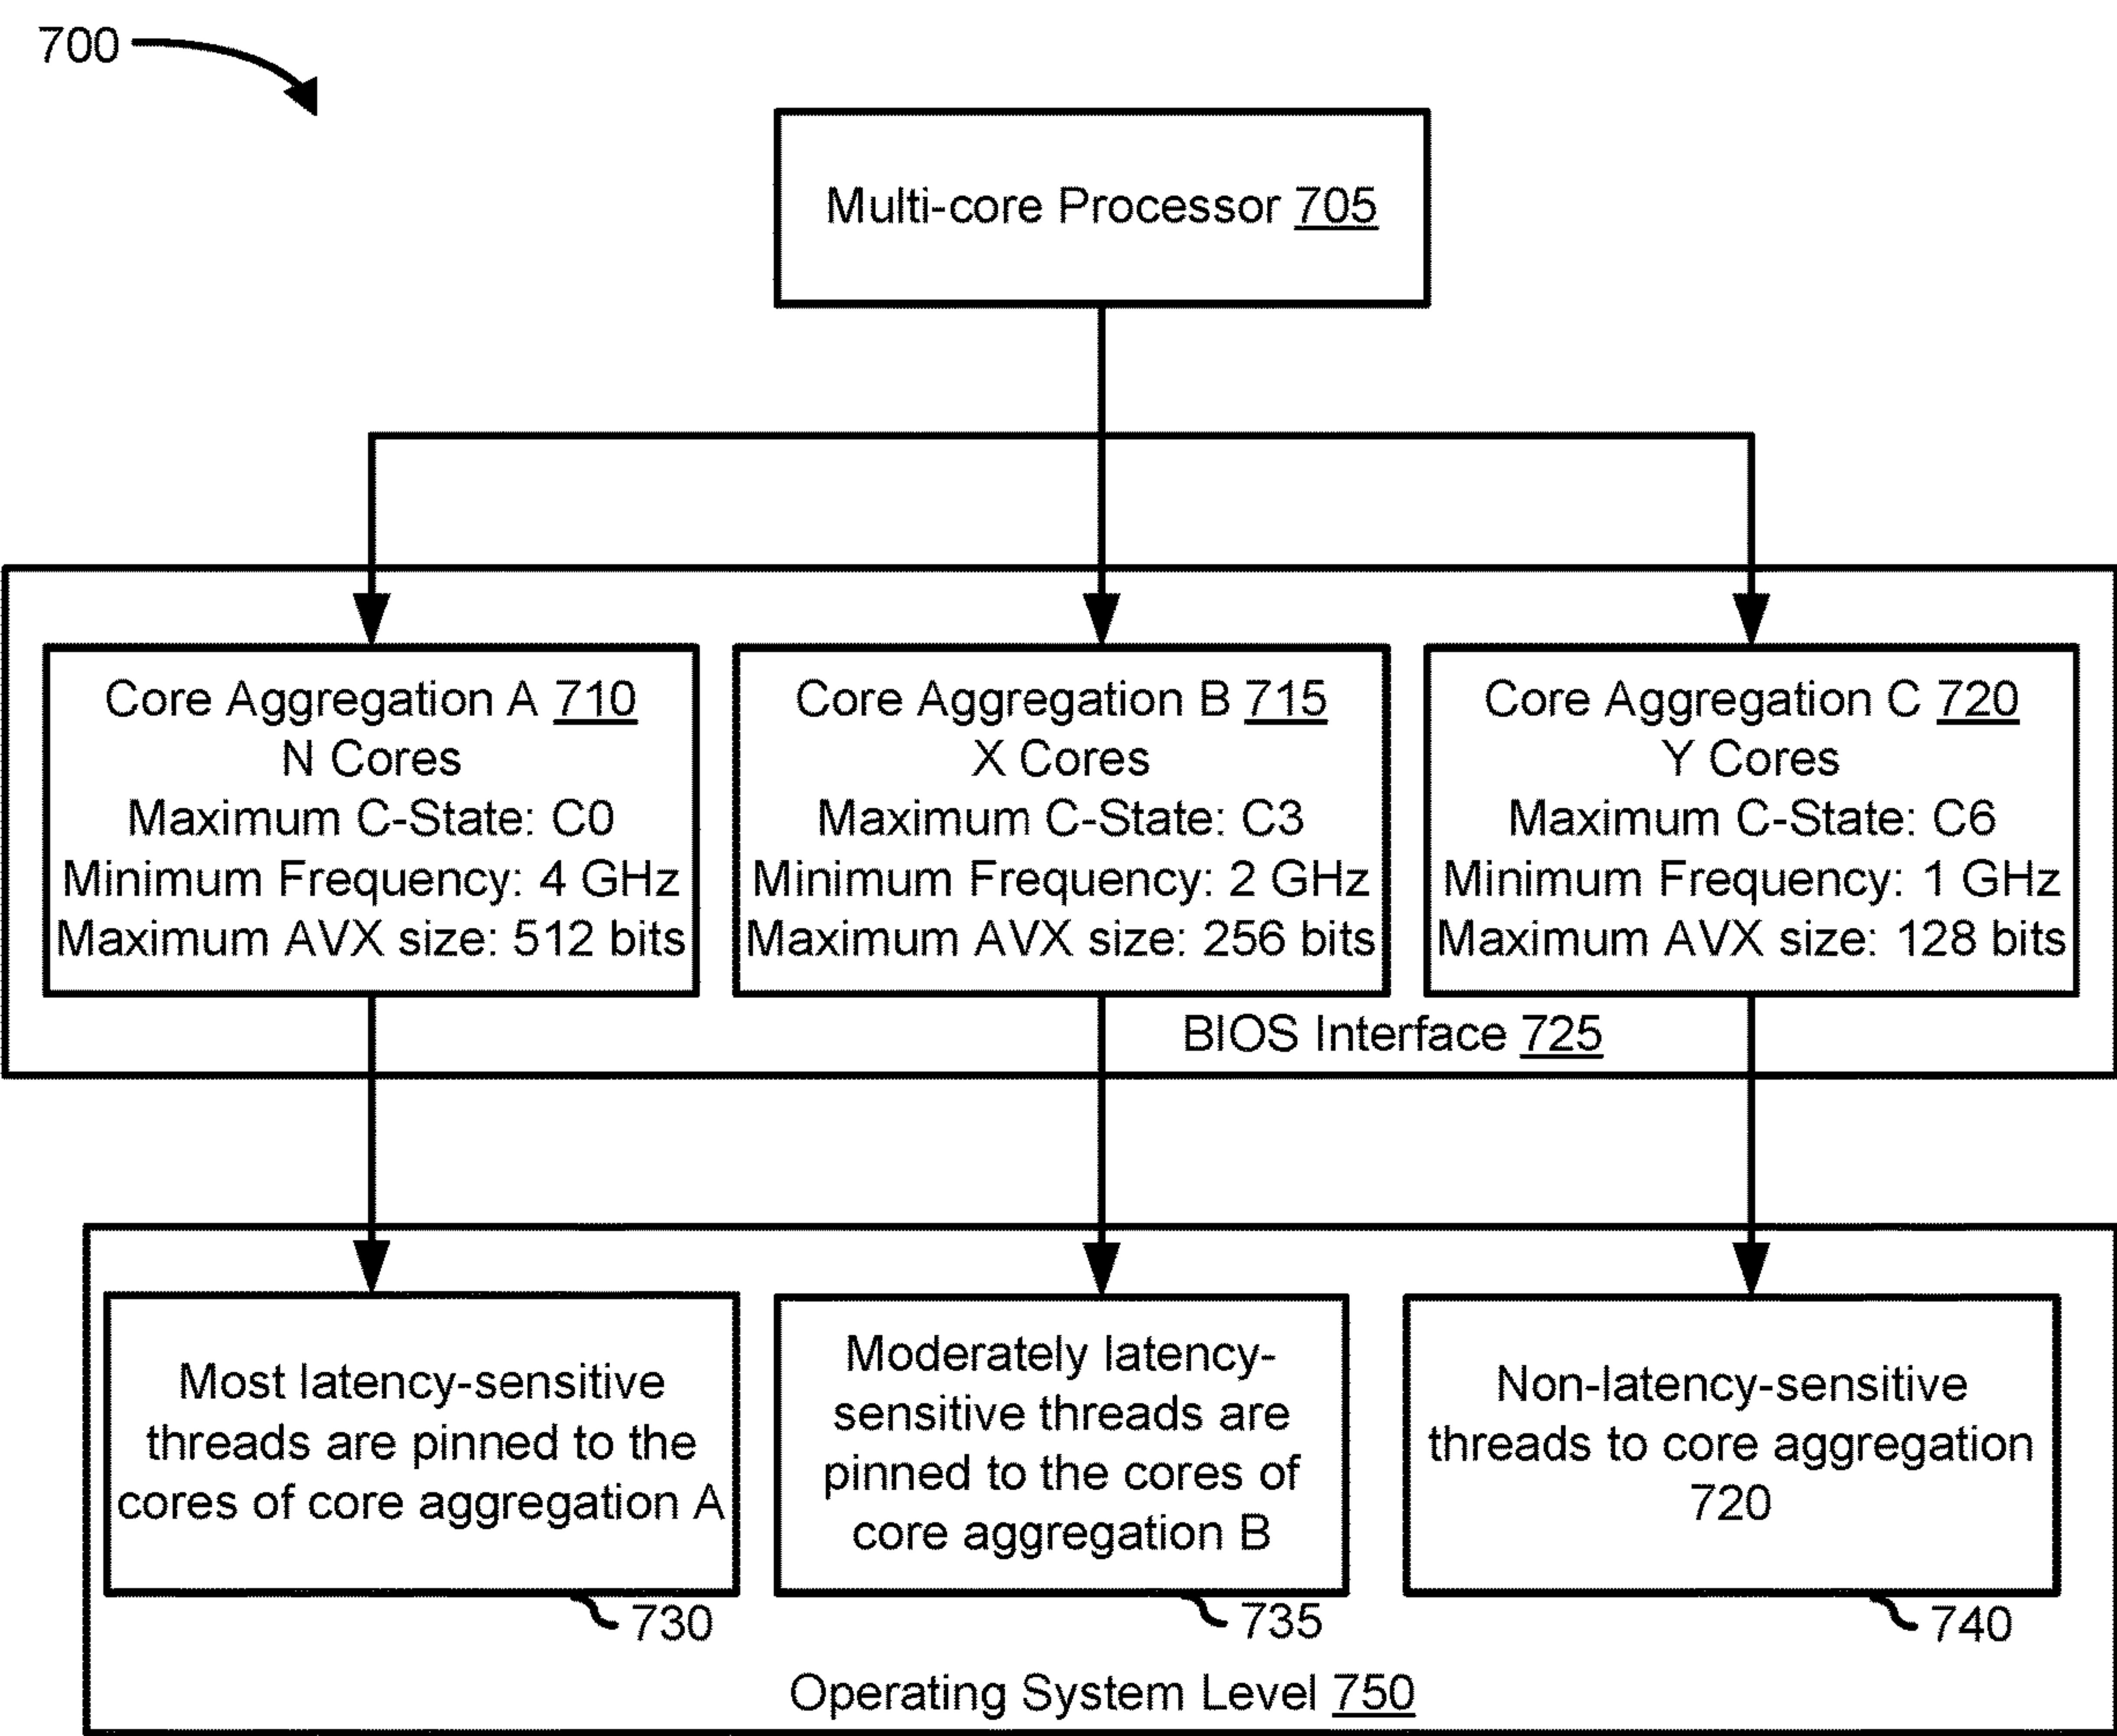 700
Multi-core Processor 705
Core Aggregation A 710
N Cores
Maximum C-State: C0
Minimum Frequency: 4 GHz
Maximum AVX size: 512 bits
Core Aggregation B 715
X Cores
Maximum C-State: C3
Minimum Frequency: 2 GHz
Maximum AVX size: 256 bits
Core Aggregation C 720
Y Cores
Maximum C-State: C6
Minimum Frequency: 1 GHz
Maximum AVX size: 128 bits
BIOS Interface 725
Most latency-sensitive
threads are pinned to the
cores of core aggregation A
730
Moderately latency-
sensitive threads are
pinned to the cores of
core aggregation B
735
Non-latency-sensitive
threads to core aggregation
720
740
Operating System Level 750